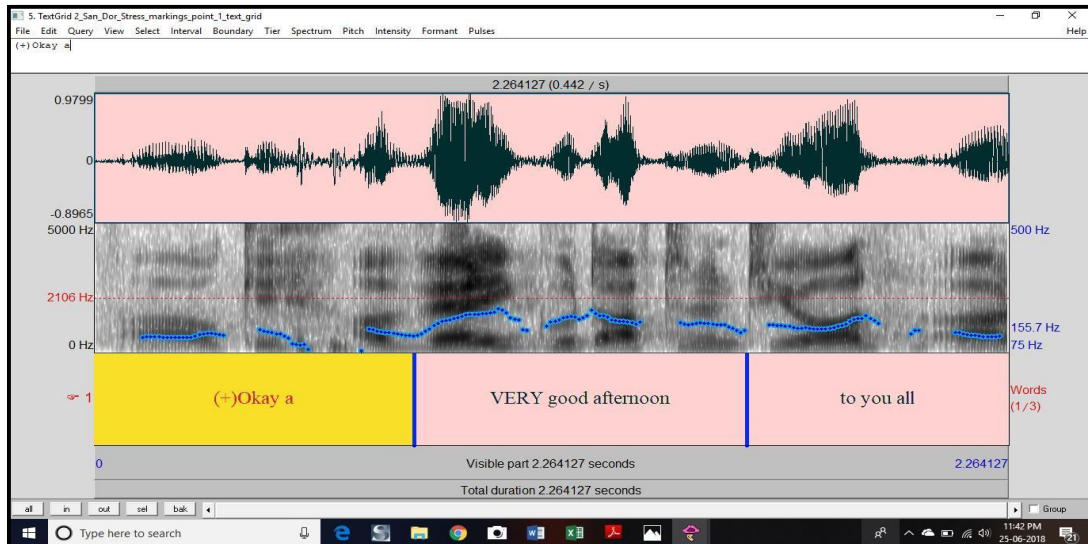 5. TextGrid 2_San_Dor_Stress_markings_point_1_text_grid
File Edit Query View Select Interval Boundary Tier Spectrum Pitch Intensity Formant Pulses Help
(+)Okay a
2.264127 (0.442 / s)
0.9799
0
-0.8965
5000 Hz 500 Hz
2106 Hz
155.7 Hz
0 Hz 75 Hz
☞ 1 (+)Okay a VERY good afternoon to you all Words
(1/3)
0 Visible part 2.264127 seconds 2.264127
Total duration 2.264127 seconds
all in out sel bak Group
Type here to search 11:42 PM
25-06-2018 21